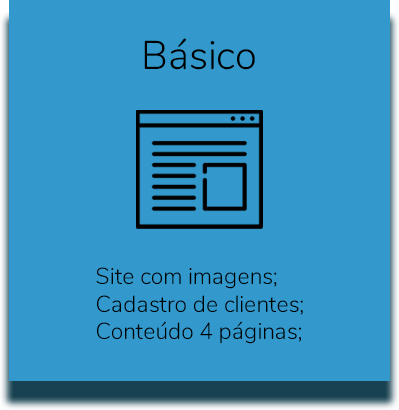 Básico
Site com imagens;
Cadastro de clientes;
Conteúdo 4 páginas;